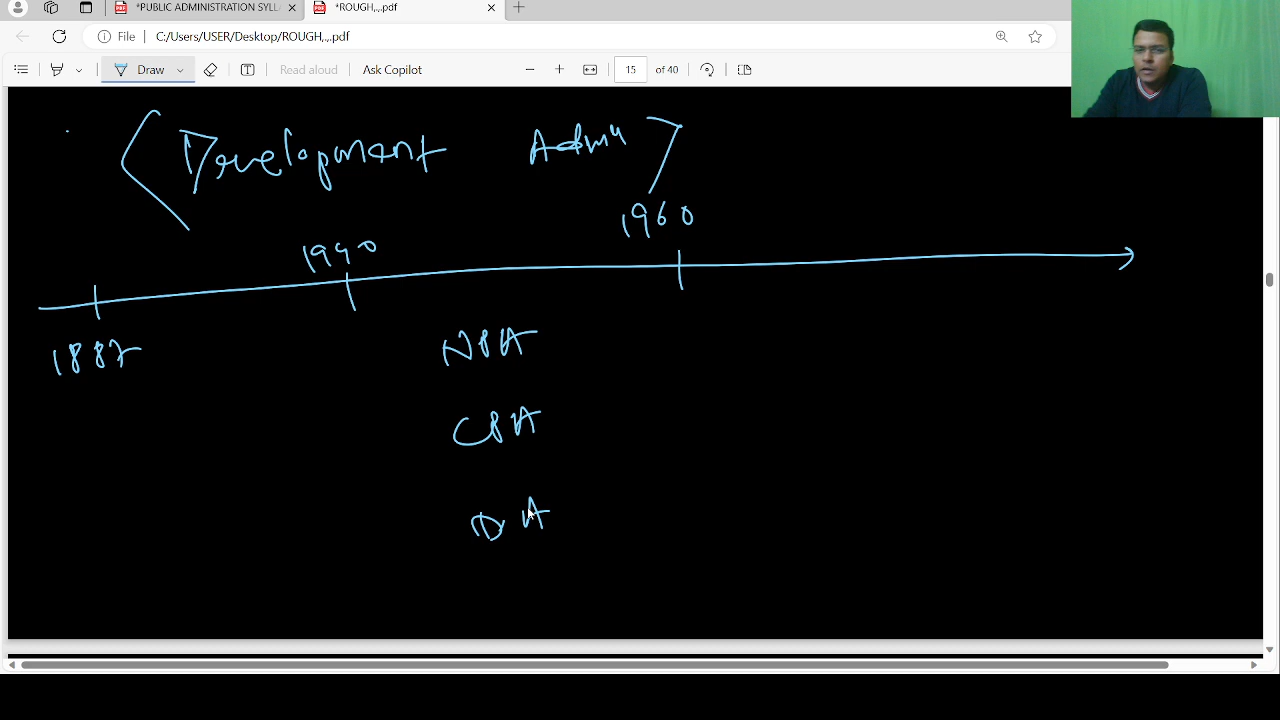 *PUBLIC ADMINISTRATION SYLL
*ROUGH,,,.pdf
File C:/Users/USER/Desktop/ROUGH,,,.pdf
Draw Read aloud Ask Copilot 15 of 40
Development Admn
1960
1990
1887
NPA
CPA
DA